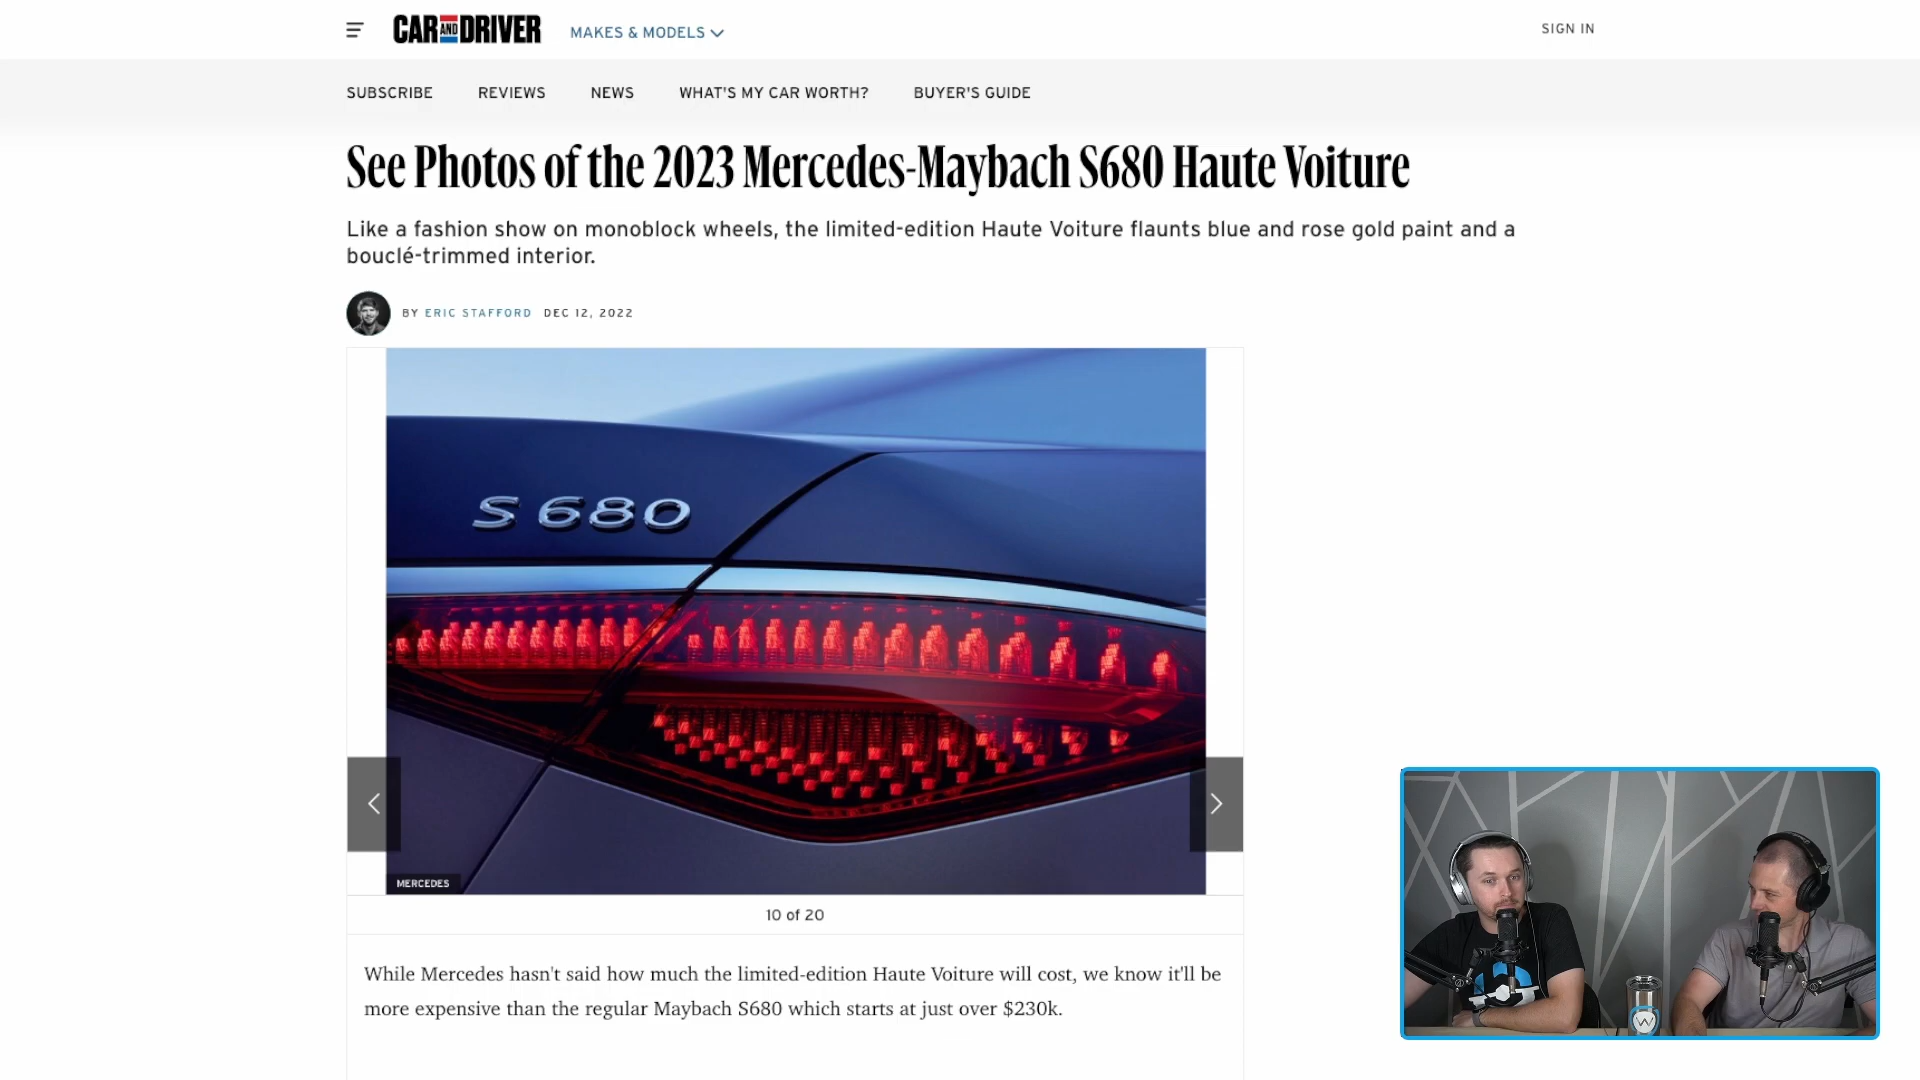 CAR AND DRIVER
MAKES & MODELS
SIGN IN
SUBSCRIBE
REVIEWS
NEWS
WHAT'S MY CAR WORTH?
BUYER'S GUIDE
See Photos of the 2023 Mercedes-Maybach S680 Haute Voiture
Like a fashion show on monoblock wheels, the limited-edition Haute Voiture flaunts blue and rose gold paint and a
bouclé-trimmed interior.
BY ERIC STAFFORD DEC 12, 2022
S 680
MERCEDES
10 of 20
While Mercedes hasn't said how much the limited-edition Haute Voiture will cost, we know it'll be
more expensive than the regular Maybach S680 which starts at just over $230k.
W